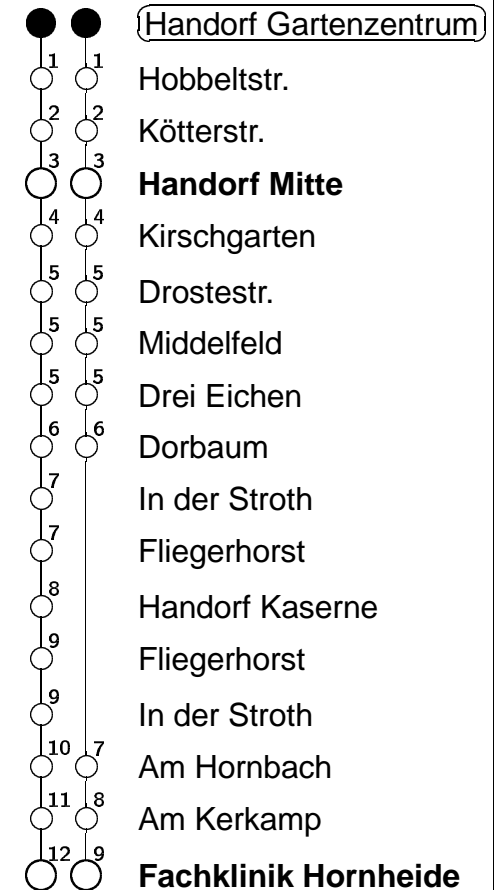 Handorf Gartenzentrum
1 1 Hobbeltstr.
2 2 Kötterstr.
3 3 Handorf Mitte
4 4 Kirschgarten
5 5 Drostestr.
5 5 Middelfeld
5 5 Drei Eichen
6 6 Dorbaum
7 In der Stroth
7 Fliegerhorst
8 Handorf Kaserne
9 Fliegerhorst
9 In der Stroth
10 7 Am Hornbach
11 8 Am Kerkamp
12 9 Fachklinik Hornheide